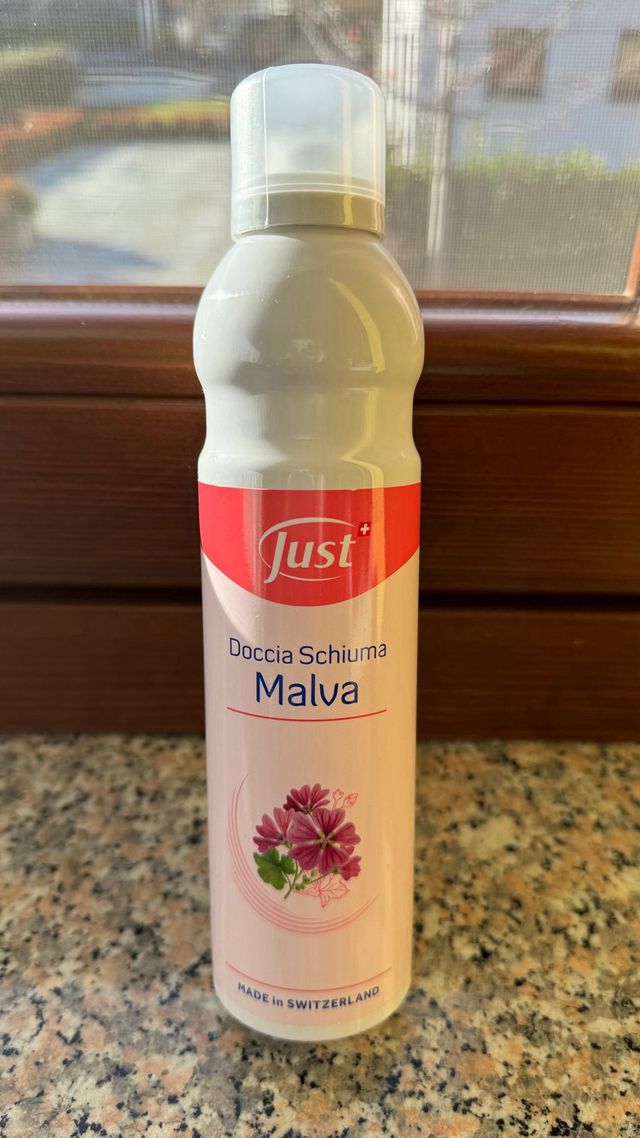 Just
Doccia Schiuma
Malva
MADE in SWITZERLAND